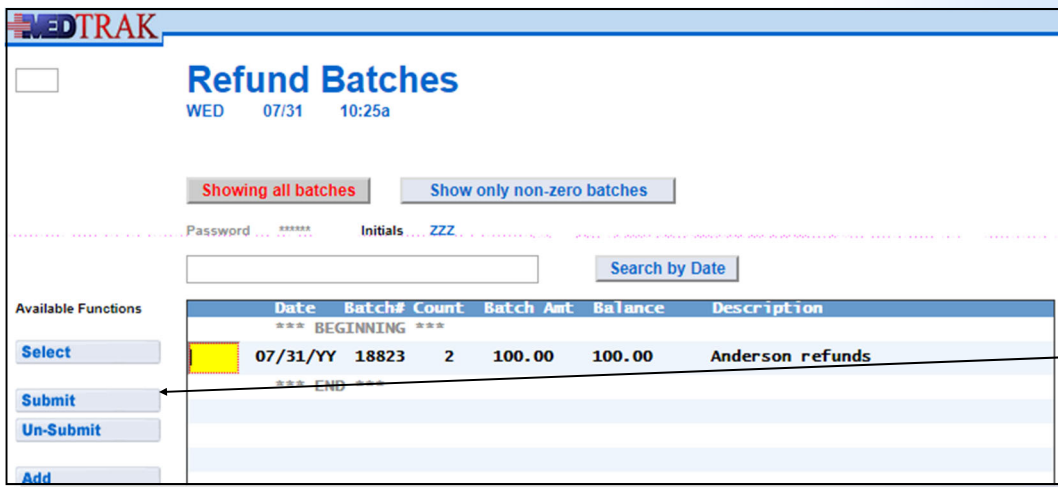 MEDTRAK
Refund Batches
WED 07/31 10:25a
Showing all batches Show only non-zero batches
Password ... ****** Initials ZZZ
Search by Date
Available Functions
Date Batch# Count Batch Amt Balance Description
*** BEGINNING ***
Select
07/31/YY 18823 2 100.00 100.00 Anderson refunds
*** END ***
Submit
Un-Submit
Add